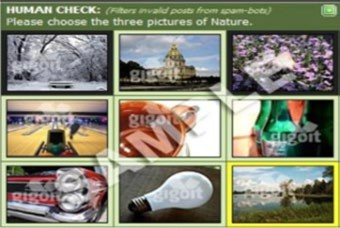 HUMAN CHECK: (Filters invalid posts from spam-bots)
Please choose the three pictures of Nature.
gigoit
gigoit
gigoit
gigoit
gigoit
gigoit
gigoit
gigoit
gigoit
SAMPLE